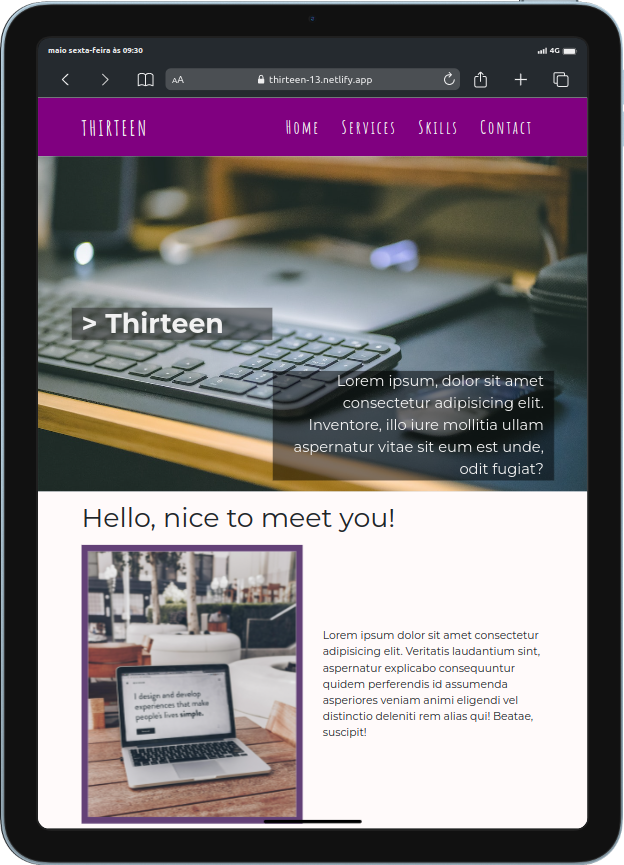 maio sexta-feira às 09:30
4G
AA
thirteen-13.netlify.app
THIRTEEN
Home Services Skills Contact
> Thirteen
Lorem ipsum, dolor sit amet
consectetur adipisicing elit.
Inventore, illo iure mollitia ullam
aspernatur vitae sit eum est unde,
odit fugiat?
Hello, nice to meet you!
I design and develop
experiences that make
people's lives simple.
Lorem ipsum dolor sit amet consectetur
adipisicing elit. Veritatis laudantium sint,
aspernatur explicabo consequuntur
quidem perferendis id assumenda
asperiores veniam animi eligendi vel
distinctio deleniti rem alias qui! Beatae,
suscipit!